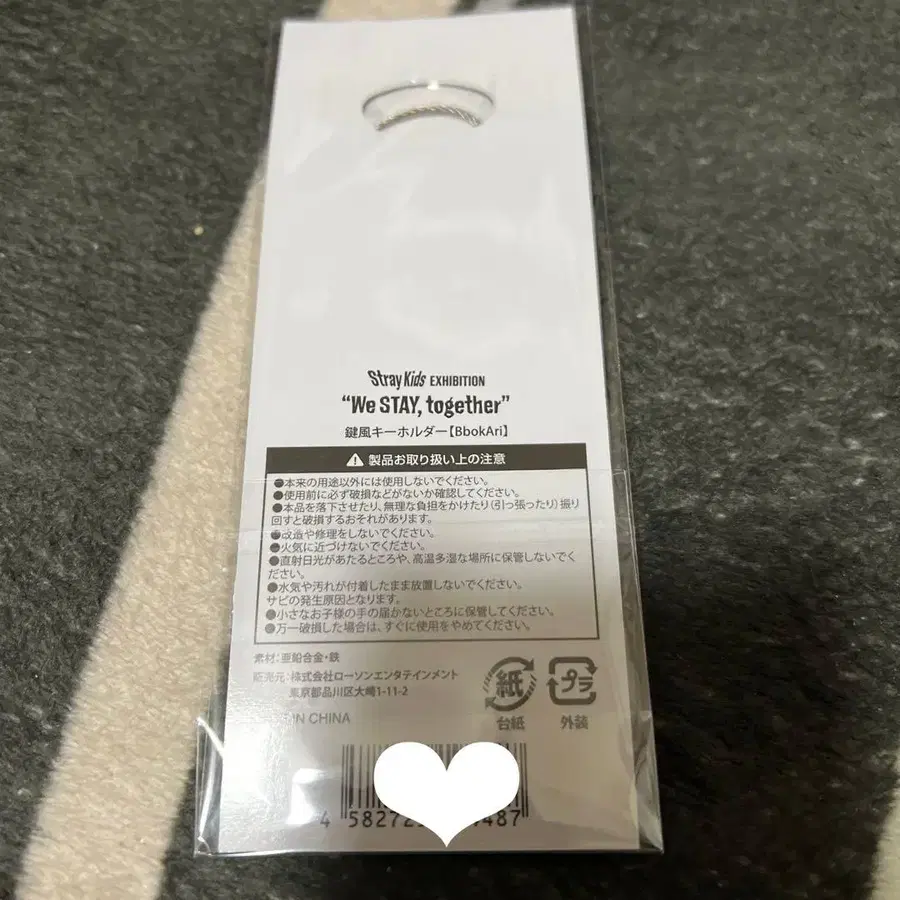 Stray Kids EXHIBITION
“We STAY, together”
鍵風キーホルダー【BbokAri】
製品お取り扱い上の注意
●本来の用途以外には使用しないでください。
●使用前に必ず破損などがないか確認してください。
●本品を落下させたり、無理な負担をかけたり（引っ張ったり）振り
回すと破損するおそれがあります。
●改造や修理をしないでください。
●火気に近づけないでください。
●直射日光があたるところや、高温多湿な場所に保管しないでく
ださい。
●水気や汚れが付着したまま放置しないでください。
サビの発生原因となります。
●小さなお子様の手の届かないところに保管してください。
●万一破損した場合は、すぐに使用をやめてください。
素材：亜鉛合金・鉄
販売元：株式会社ローソンエンタテインメント
東京都品川区大崎1-11-2
IN CHINA
紙
台紙
プラ
外装
4 58272 487